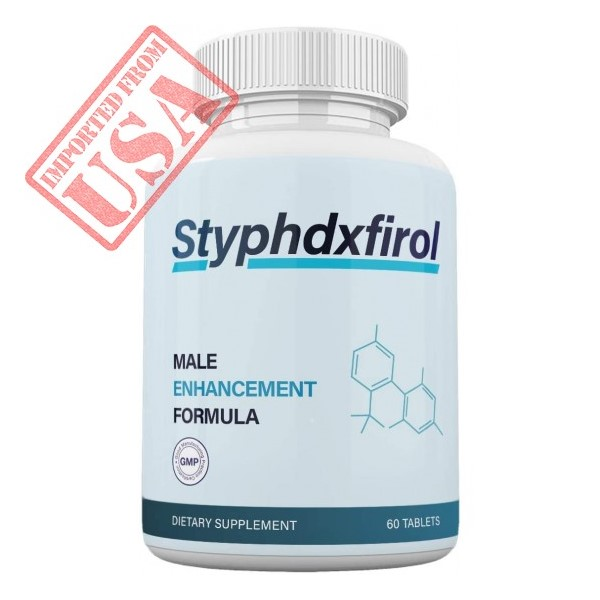 IMPORTED FROM
USA
Styphdxfirol
MALE
ENHANCEMENT
FORMULA
GMP
DIETARY SUPPLEMENT
60 TABLETS